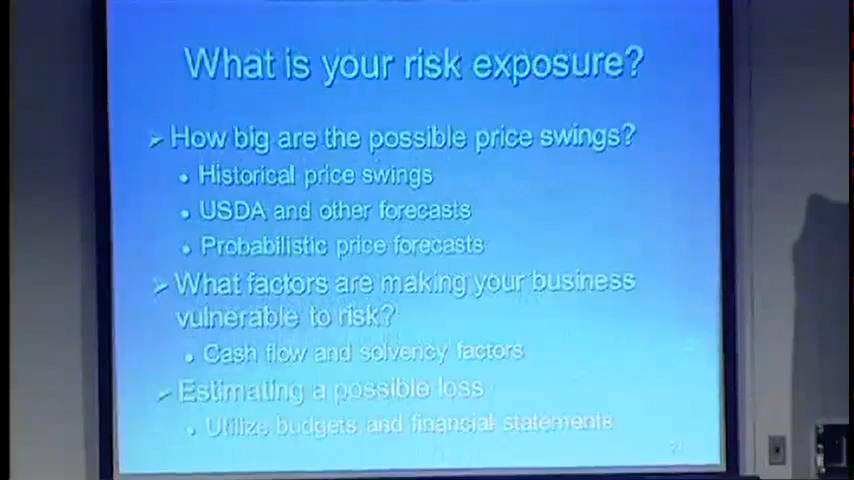 What is your risk exposure?
How big are the possible price swings?
Historical price swings
USDA and other forecasts
Probabilistic price forecasts
What factors are making your business
vulnerable to risk?
Cash flow and solvency factors
Estimating a possible loss
Utilize budgets and financial statements